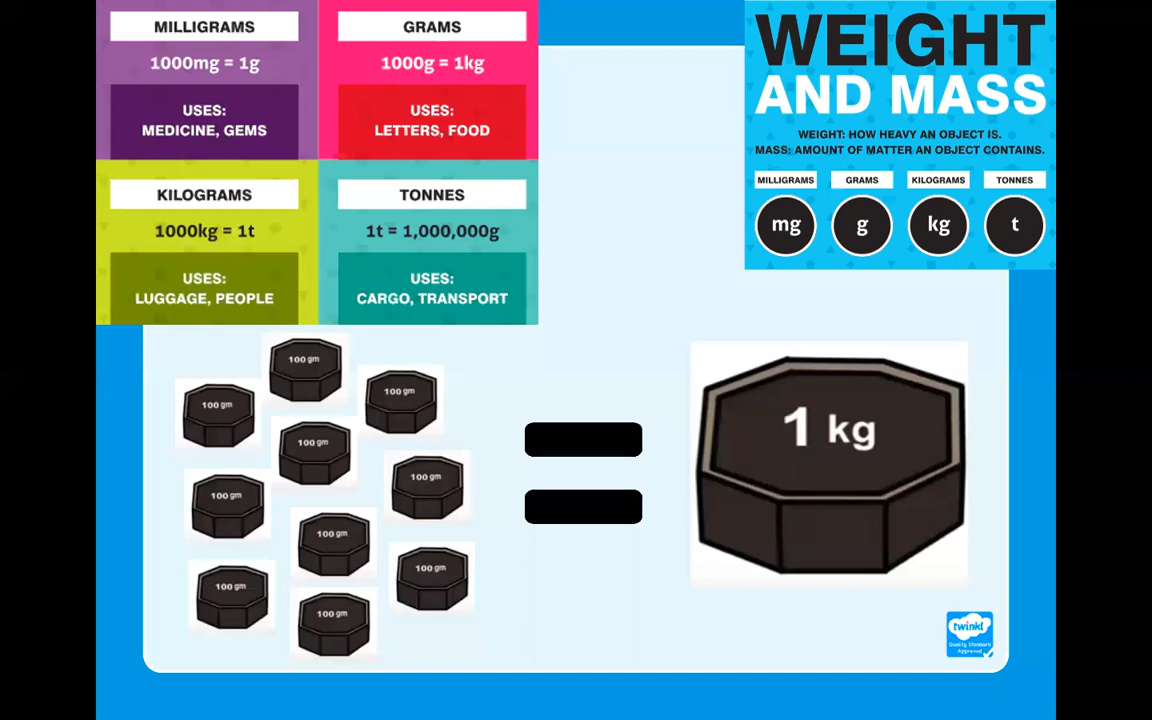 MILLIGRAMS
1000mg = 1g
USES:
MEDICINE, GEMS
GRAMS
1000g = 1kg
USES:
LETTERS, FOOD
KILOGRAMS
1000kg = 1t
USES:
LUGGAGE, PEOPLE
TONNES
1t = 1,000,000g
USES:
CARGO, TRANSPORT
WEIGHT
AND MASS
WEIGHT: HOW HEAVY AN OBJECT IS.
MASS: AMOUNT OF MATTER AN OBJECT CONTAINS.
MILLIGRAMS GRAMS KILOGRAMS TONNES
mg g kg t
100 gm
100 gm
100 gm
100 gm
100 gm
100 gm
100 gm
100 gm
100 gm
100 gm
1 kg
twinkl
Quality Standard
Approved